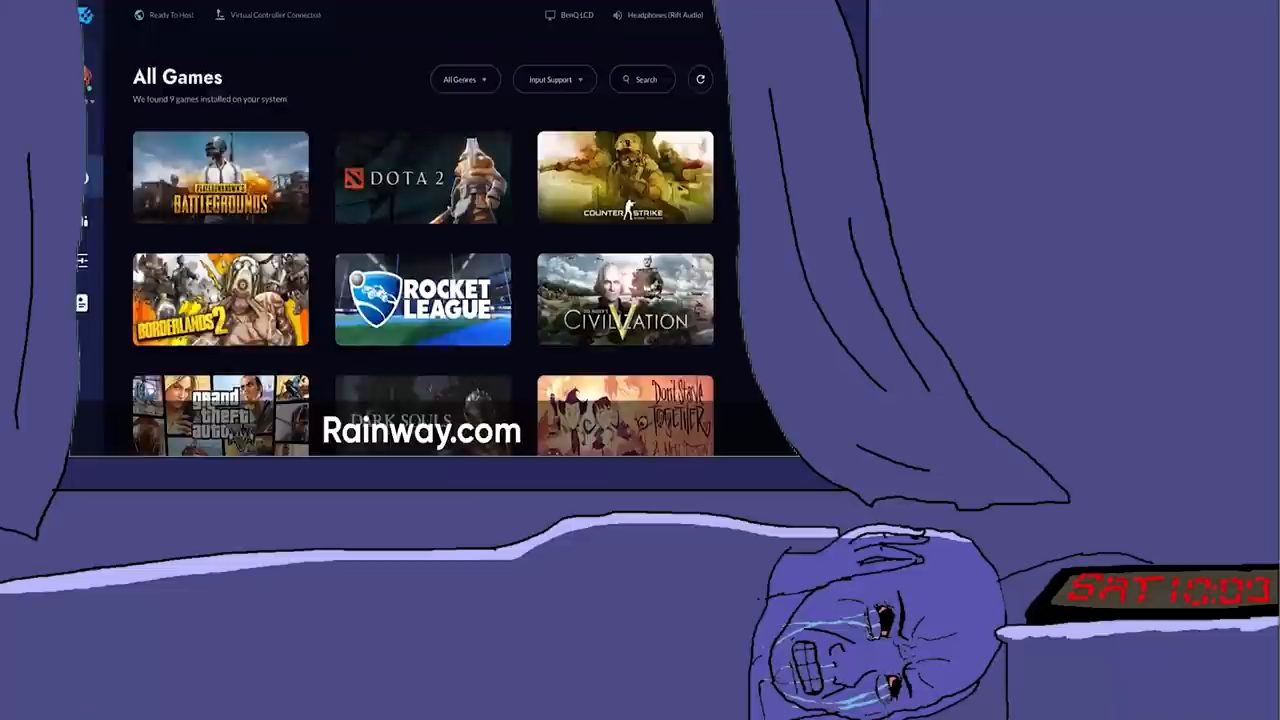 Ready To Host
Virtual Controller Connected
BenQ LCD
Headphones (Rift Audio)
All Games
We found 9 games installed on your system
All Genres
Input Support
Search
PLAYERUNKNOWN'S
BATTLEGROUNDS
DOTA 2
COUNTER STRIKE
BORDERLANDS 2
ROCKET
LEAGUE
SID MEIER'S
CIVILIZATION
V
grand
theft
auto
V
DARK SOULS
Don't Starve
TOGETHER
Rainway.com
SAT 10:00